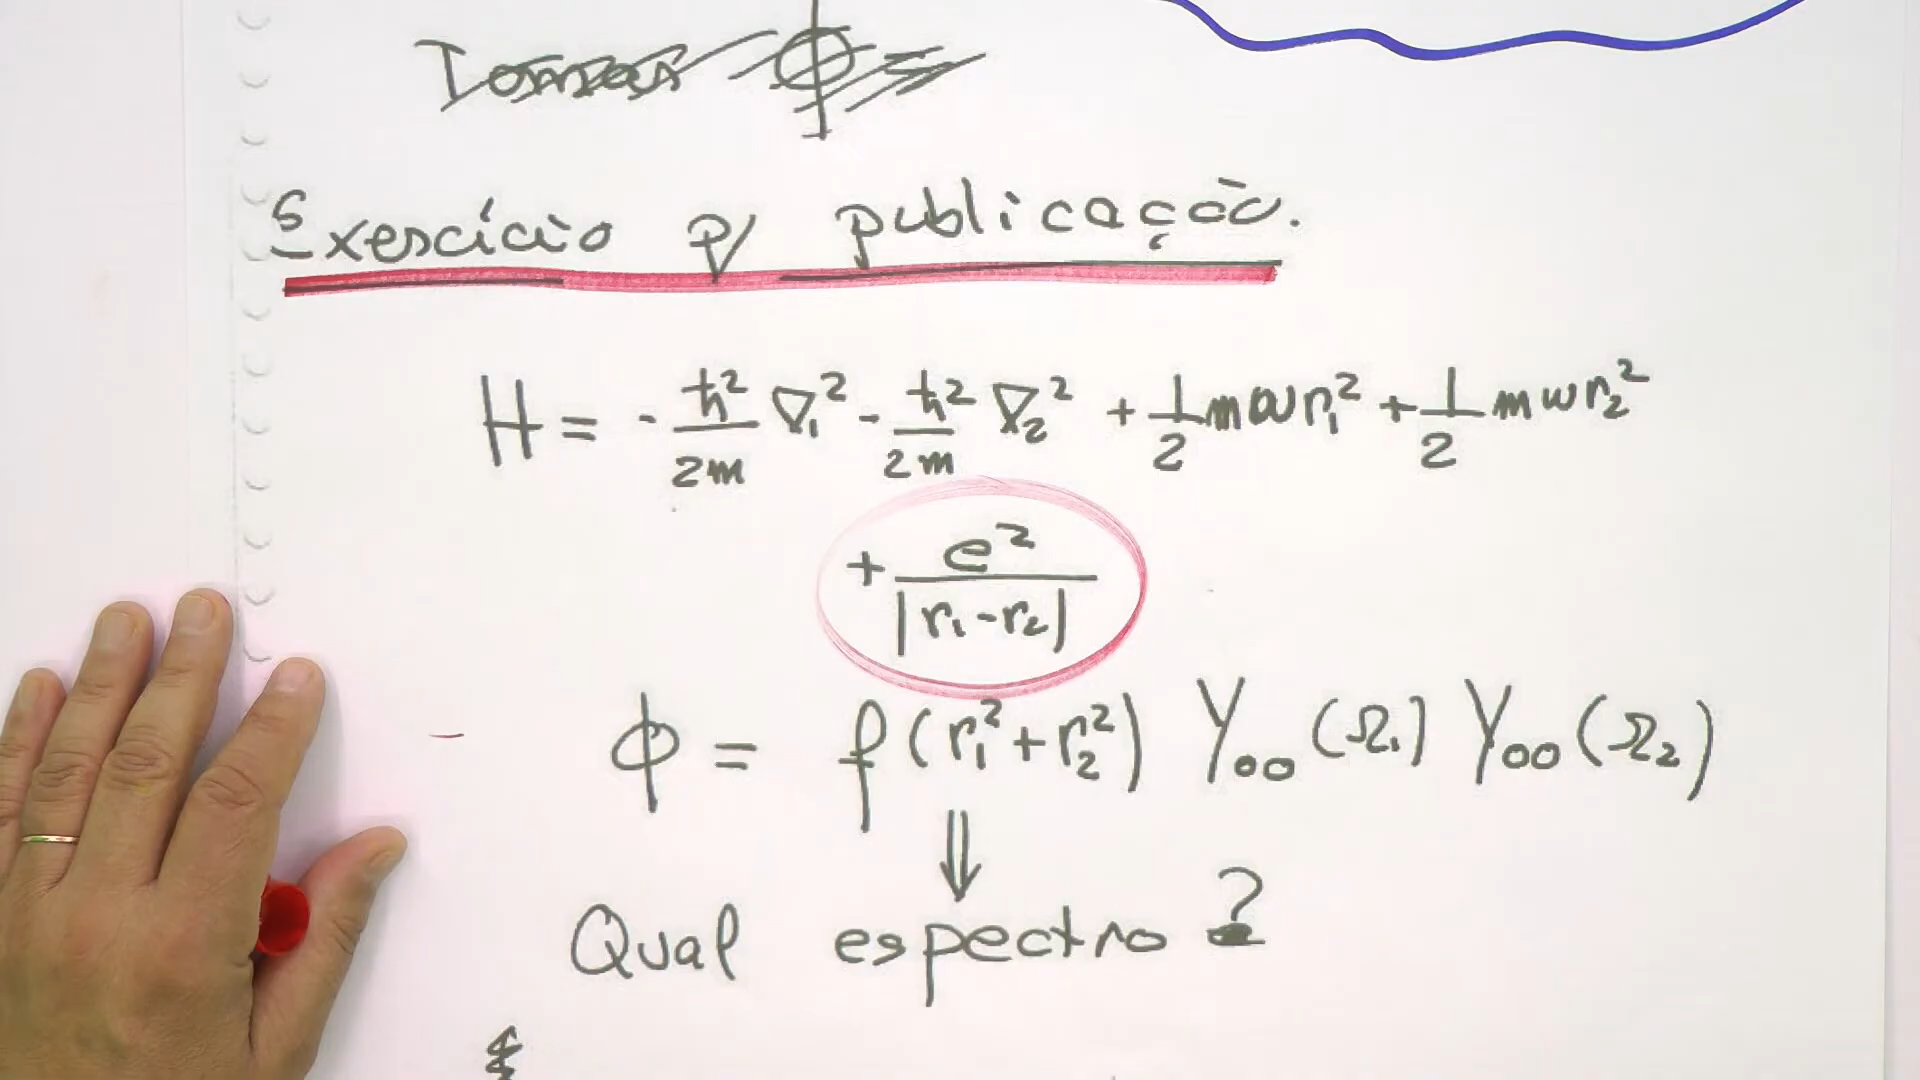 Tomar ϕ =
Exercício p/ publicação.
H = - ħ²/2m ∇₁² - ħ²/2m ∇₂² + 1/2 mωr₁² + 1/2 mωr₂²
+ e²/|r₁-r₂|
ϕ = f(r₁²+r₂²) Y₀₀(Ω₁) Y₀₀(Ω₂)
⇓
Qual espectro ?